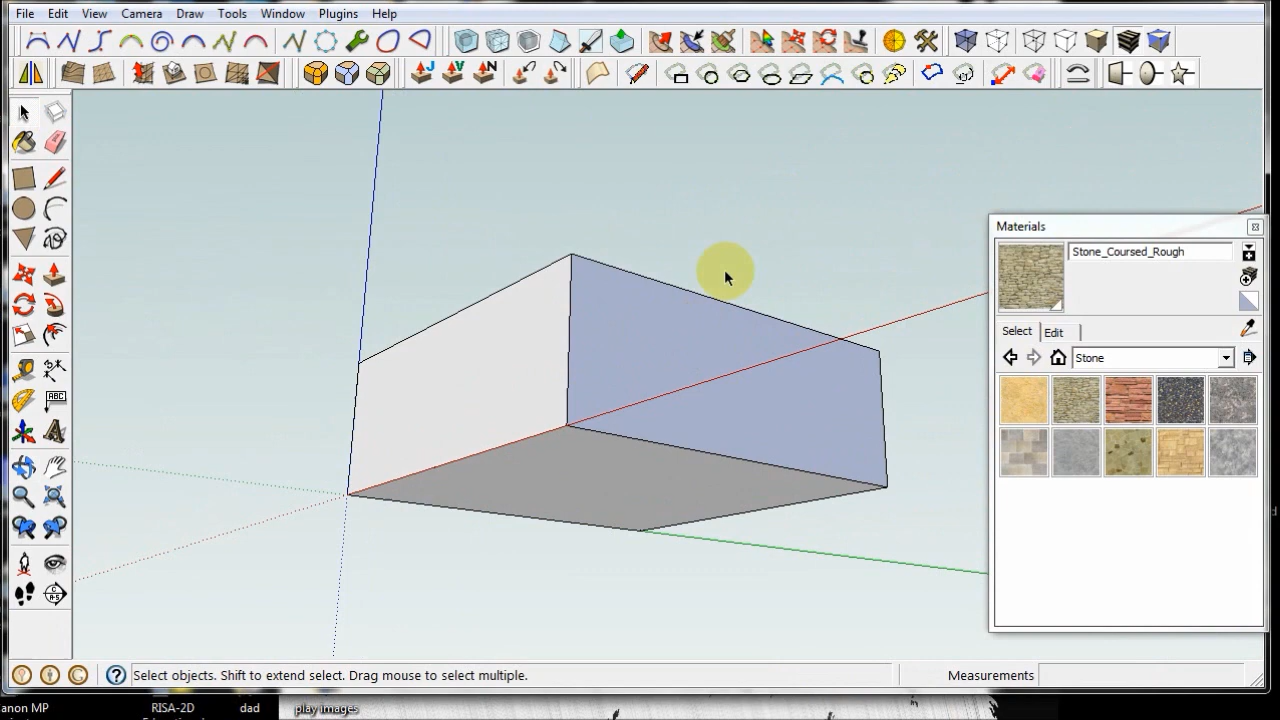 File Edit View Camera Draw Tools Window Plugins Help
J V N
Materials
Stone_Coursed_Rough
Select Edit
Stone
ABC
Select objects. Shift to extend select. Drag mouse to select multiple.
Measurements
anon MP RISA-2D dad play images